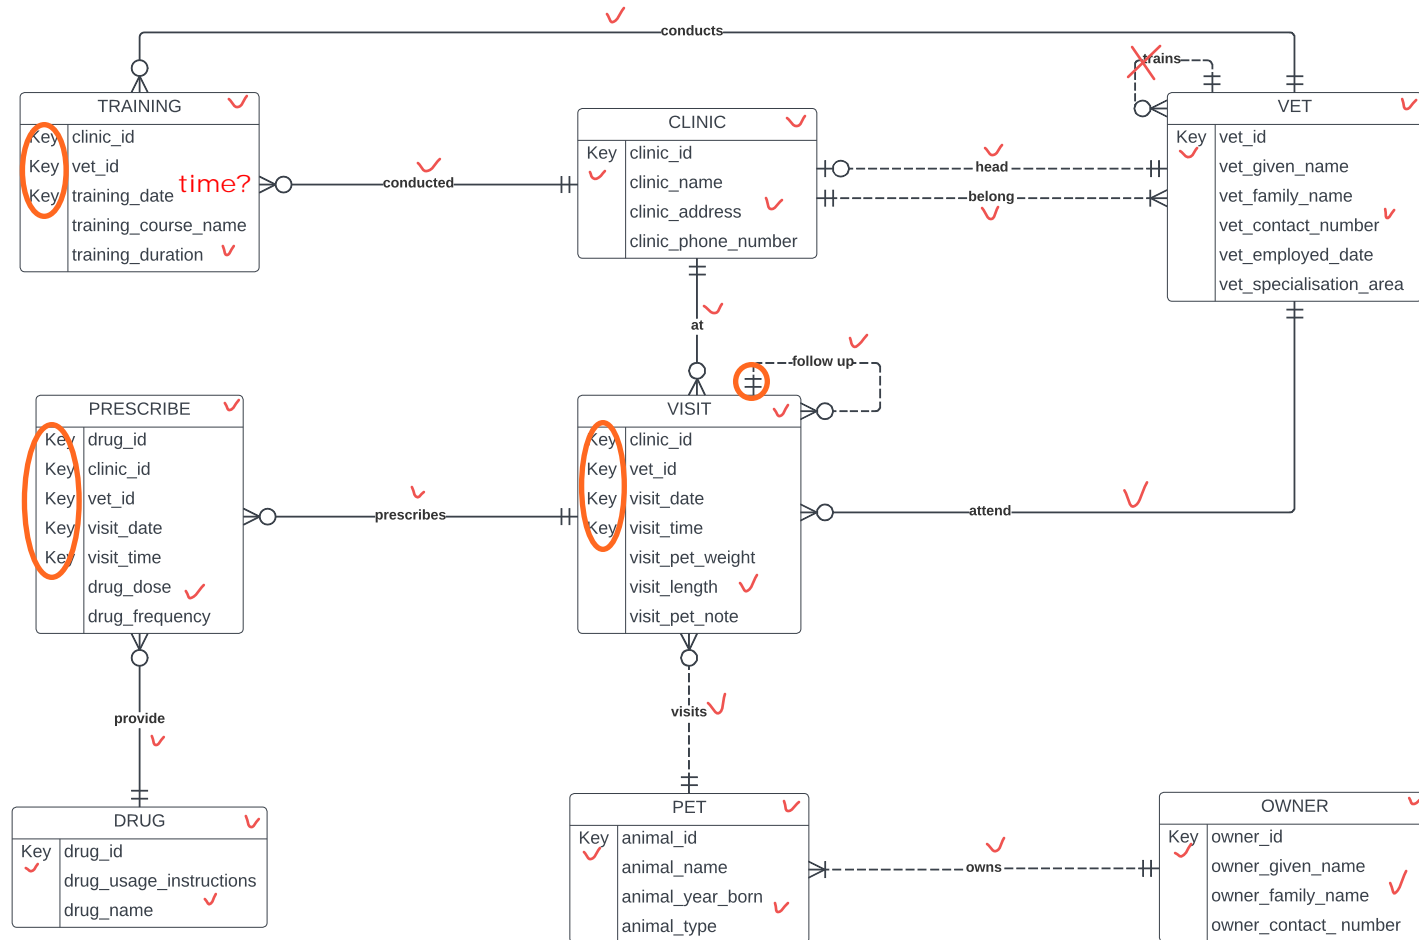 conducts
trains
TRAINING
Key clinic_id
Key vet_id
Key training_date
time?
training_course_name
training_duration
conducted
CLINIC
Key clinic_id
clinic_name
clinic_address
clinic_phone_number
head
belong
VET
Key vet_id
vet_given_name
vet_family_name
vet_contact_number
vet_employed_date
vet_specialisation_area
at
follow up
PRESCRIBE
Key drug_id
Key clinic_id
Key vet_id
Key visit_date
Key visit_time
drug_dose
drug_frequency
prescribes
VISIT
Key clinic_id
Key vet_id
Key visit_date
Key visit_time
visit_pet_weight
visit_length
visit_pet_note
attend
provide
visits
DRUG
Key drug_id
drug_usage_instructions
drug_name
PET
Key animal_id
animal_name
animal_year_born
animal_type
owns
OWNER
Key owner_id
owner_given_name
owner_family_name
owner_contact_ number